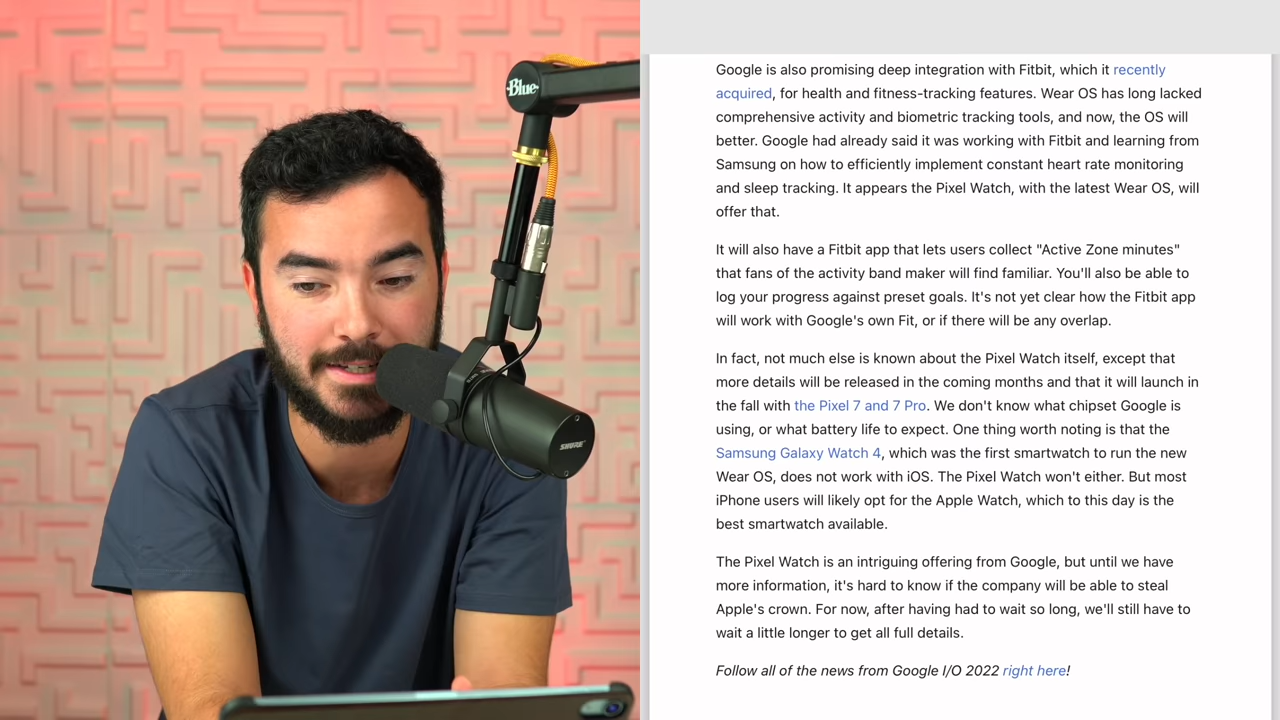 Blue
SHURE
Google is also promising deep integration with Fitbit, which it recently
acquired, for health and fitness-tracking features. Wear OS has long lacked
comprehensive activity and biometric tracking tools, and now, the OS will
better. Google had already said it was working with Fitbit and learning from
Samsung on how to efficiently implement constant heart rate monitoring
and sleep tracking. It appears the Pixel Watch, with the latest Wear OS, will
offer that.
It will also have a Fitbit app that lets users collect "Active Zone minutes"
that fans of the activity band maker will find familiar. You'll also be able to
log your progress against preset goals. It's not yet clear how the Fitbit app
will work with Google's own Fit, or if there will be any overlap.
In fact, not much else is known about the Pixel Watch itself, except that
more details will be released in the coming months and that it will launch in
the fall with the Pixel 7 and 7 Pro. We don't know what chipset Google is
using, or what battery life to expect. One thing worth noting is that the
Samsung Galaxy Watch 4, which was the first smartwatch to run the new
Wear OS, does not work with iOS. The Pixel Watch won't either. But most
iPhone users will likely opt for the Apple Watch, which to this day is the
best smartwatch available.
The Pixel Watch is an intriguing offering from Google, but until we have
more information, it's hard to know if the company will be able to steal
Apple's crown. For now, after having had to wait so long, we'll still have to
wait a little longer to get all full details.
Follow all of the news from Google I/O 2022 right here!